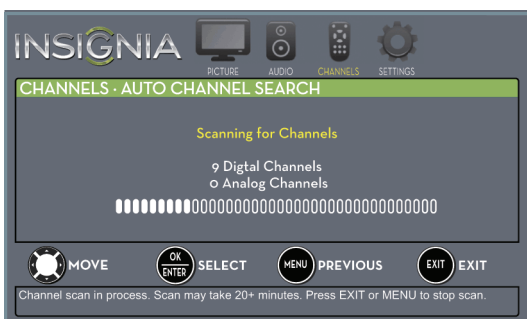 INSIGNIA
PICTURE AUDIO CHANNELS SETTINGS
CHANNELS · AUTO CHANNEL SEARCH
Scanning for Channels
9 Digtal Channels
0 Analog Channels
MOVE OK ENTER SELECT MENU PREVIOUS EXIT EXIT
Channel scan in process. Scan may take 20+ minutes. Press EXIT or MENU to stop scan.